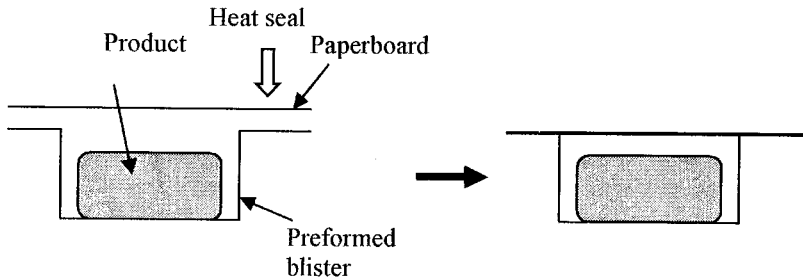 Heat seal
Product
Paperboard
Preformed
blister